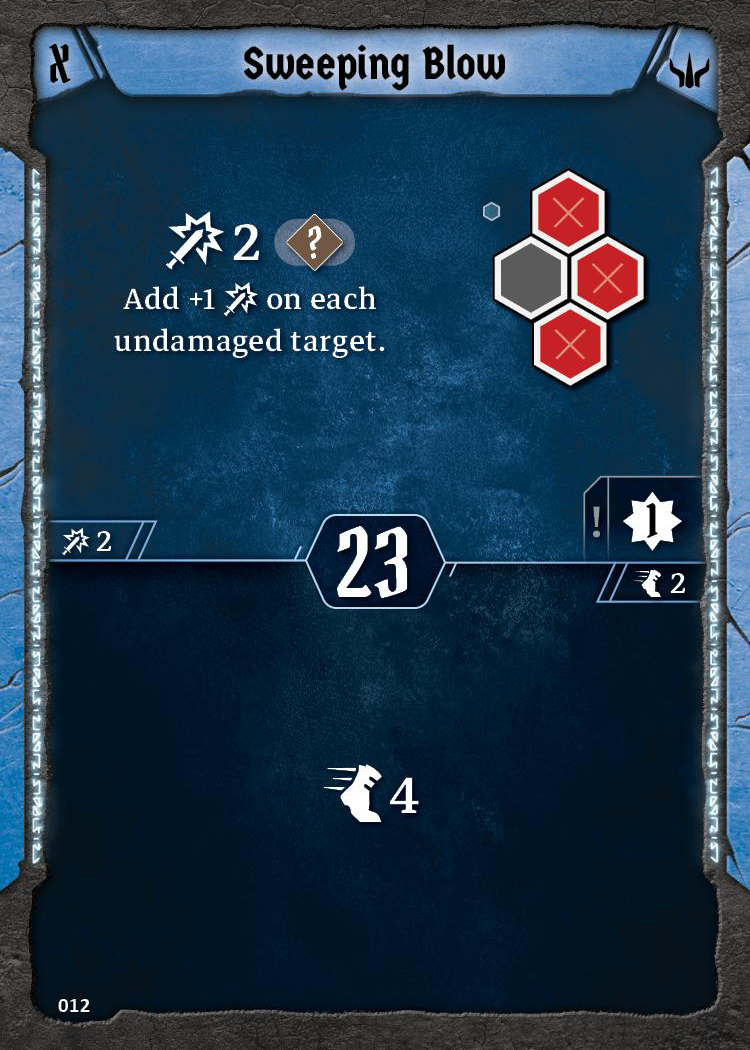 א Sweeping Blow
2 ?
Add +1 on each
undamaged target.
! 1
2
23
2
4
012